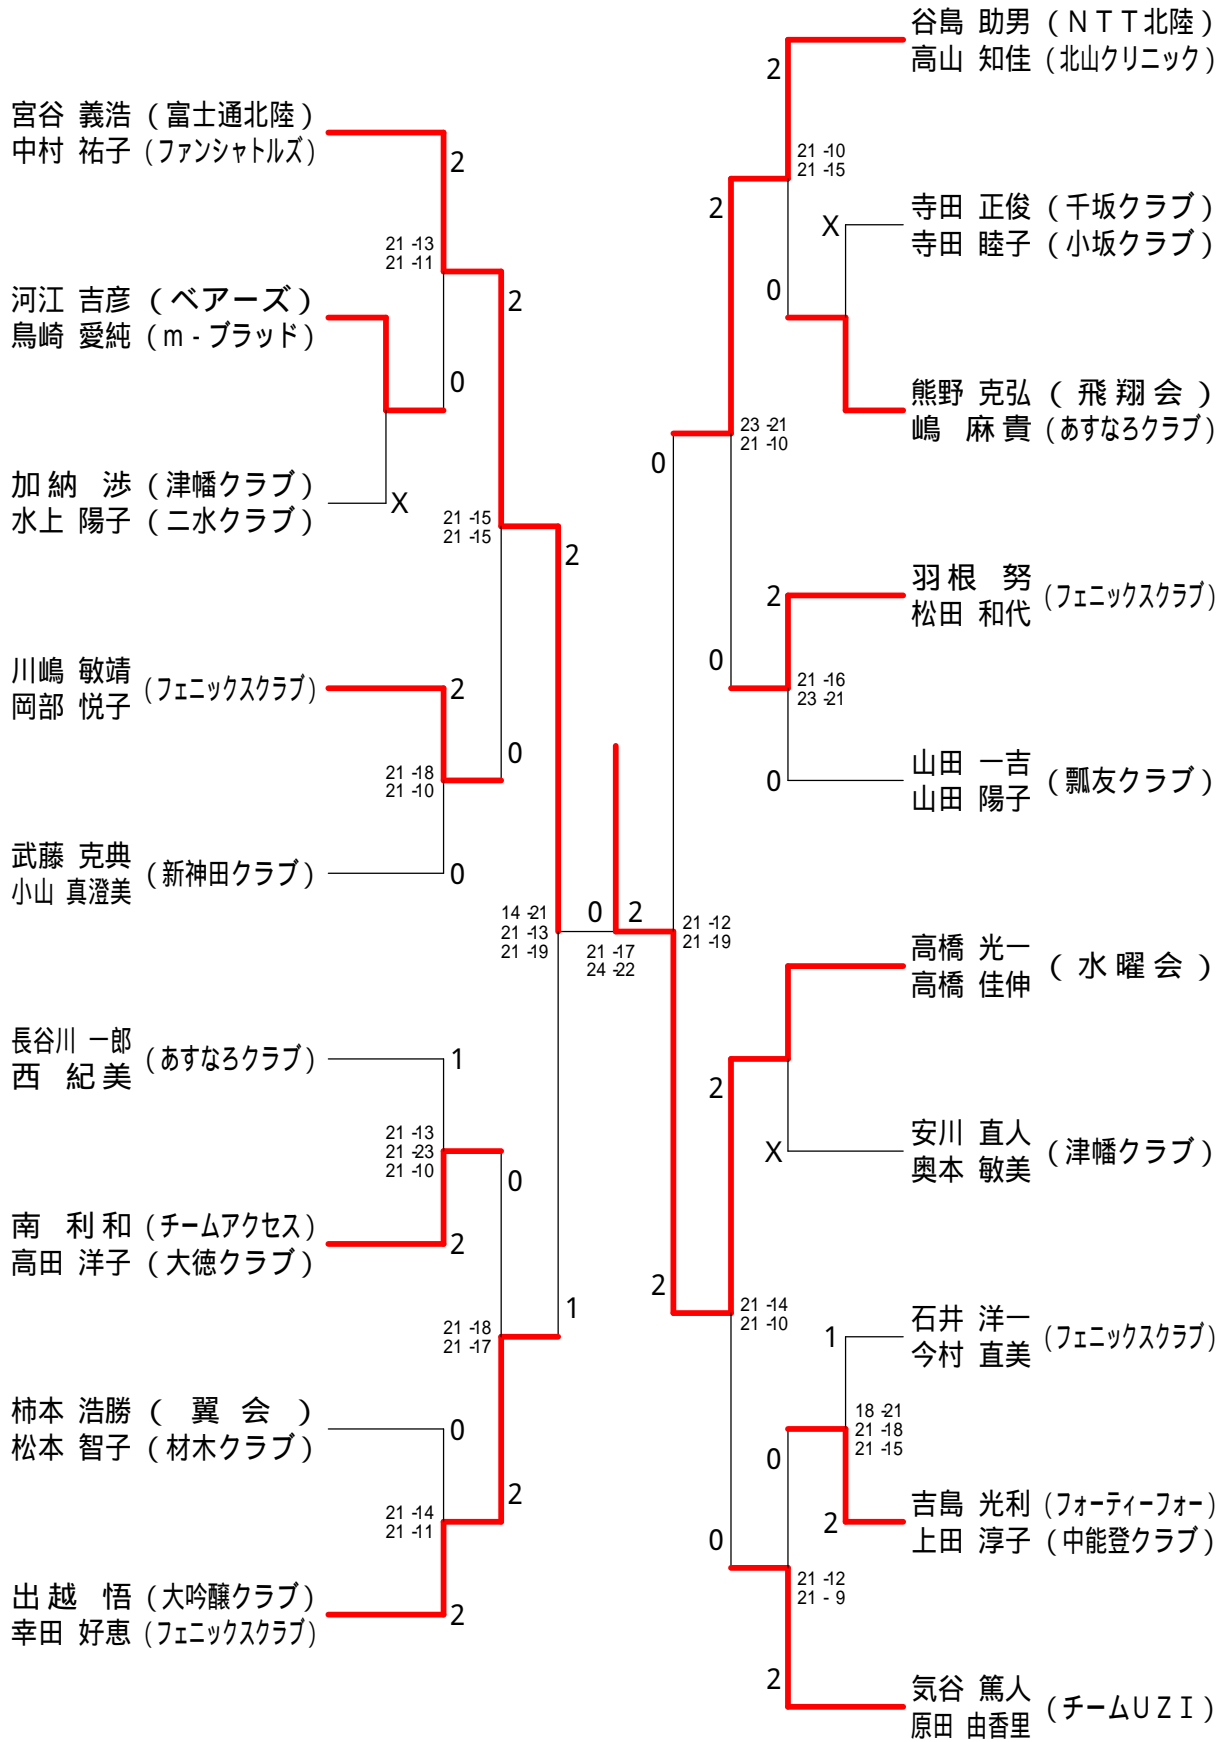 宮谷 義浩 (富士通北陸)
中村 祐子 (ファンシャトルズ)
2
21 -13
21 -11
河江 吉彦 (ベアーズ)
鳥崎 愛純 (m - ブラッド)
2
0
加納 渉 (津幡クラブ)
水上 陽子 (二水クラブ)
X
21 -15
21 -15
2
川嶋 敏靖
岡部 悦子
(フェニックスクラブ)
2
0
21 -18
21 -10
武藤 克典
小山 真澄美
(新神田クラブ)
0
14 -21
21 -13
21 -19
0
2
21 -17
24 -22
長谷川 一郎
西 紀美
(あすなろクラブ)
1
21 -13
21 -23
21 -10
0
南 利和 (チームアクセス)
高田 洋子 (大徳クラブ)
2
1
21 -18
21 -17
柿本 浩勝 (翼会)
松本 智子 (材木クラブ)
0
2
21 -14
21 -11
出越 悟 (大吟醸クラブ)
幸田 好恵 (フェニックスクラブ)
2
谷島 助男 (NTT北陸)
高山 知佳 (北山クリニック)
2
21 -10
21 -15
2
寺田 正俊 (千坂クラブ)
寺田 睦子 (小坂クラブ)
X
0
熊野 克弘 (飛翔会)
嶋 麻貴 (あすなろクラブ)
23 -21
21 -10
0
羽根 努
松田 和代
(フェニックスクラブ)
2
0
21 -16
23 -21
山田 一吉
山田 陽子
(瓢友クラブ)
0
21 -12
21 -19
高橋 光一
高橋 佳伸
(水曜会)
2
安川 直人
奥本 敏美
(津幡クラブ)
X
2
21 -14
21 -10
石井 洋一
今村 直美
(フェニックスクラブ)
1
18 -21
21 -18
21 -15
0
吉島 光利 (フォーティーフォー)
上田 淳子 (中能登クラブ)
2
0
21 -12
21 - 9
気谷 篤人
原田 由香里
(チームUZI)
2